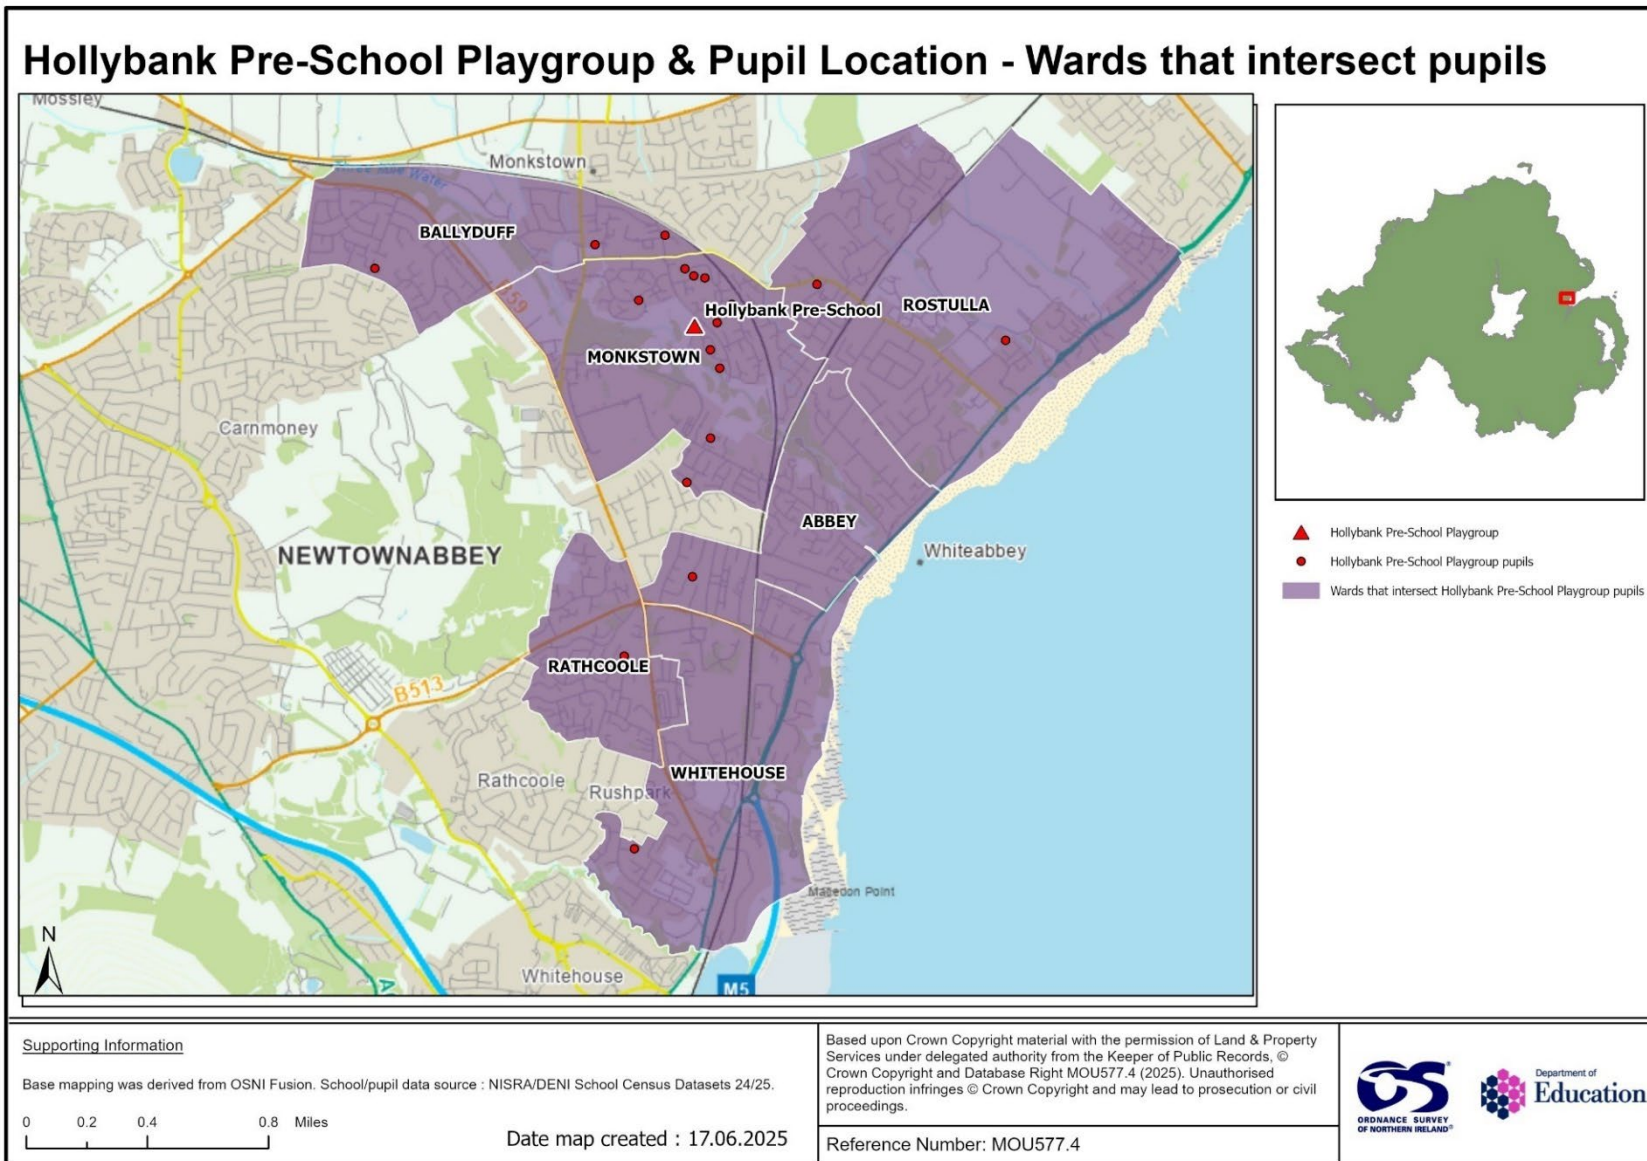 Hollybank Pre-School Playgroup & Pupil Location - Wards that intersect pupils
Mossley
Monkstown
Three Mile Water
BALLYDUFF
A59
Hollybank Pre-School
ROSTULLA
MONKSTOWN
Carnmoney
ABBEY
NEWTOWNABBEY
Whiteabbey
RATHCOOLE
B513
WHITEHOUSE
Rathcoole
Rushpark
Macedon Point
N
Whitehouse
M5
Hollybank Pre-School Playgroup
Hollybank Pre-School Playgroup pupils
Wards that intersect Hollybank Pre-School Playgroup pupils
Supporting Information
Base mapping was derived from OSNI Fusion. School/pupil data source : NISRA/DENI School Census Datasets 24/25.
0 0.2 0.4 0.8 Miles
Date map created : 17.06.2025
Based upon Crown Copyright material with the permission of Land & Property
Services under delegated authority from the Keeper of Public Records, ©
Crown Copyright and Database Right MOU577.4 (2025). Unauthorised
reproduction infringes © Crown Copyright and may lead to prosecution or civil
proceedings.
Reference Number: MOU577.4
OS
ORDNANCE SURVEY
OF NORTHERN IRELAND®
Department of
Education